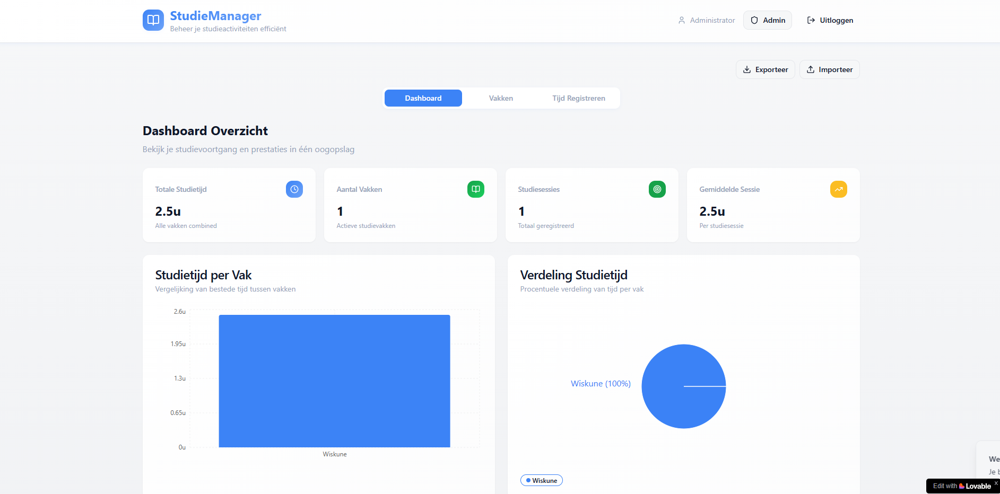 StudieManager
Beheer je studieactiviteiten efficiënt
Administrator
Admin
Uitloggen
Exporteer
Importeer
Dashboard
Vakken
Tijd Registreren
Dashboard Overzicht
Bekijk je studievoortgang en prestaties in één oogopslag
Totale Studietijd
2.5u
Alle vakken combined
Aantal Vakken
1
Actieve studievakken
Studiesessies
1
Totaal geregistreerd
Gemiddelde Sessie
2.5u
Per studiesessie
Studietijd per Vak
Vergelijking van bestede tijd tussen vakken
2.6u
1.95u
1.3u
0.65u
0u
Wiskune
Verdeling Studietijd
Procentuele verdeling van tijd per vak
Wiskune (100%)
Wiskune
We
Je b
Edit with Lovable